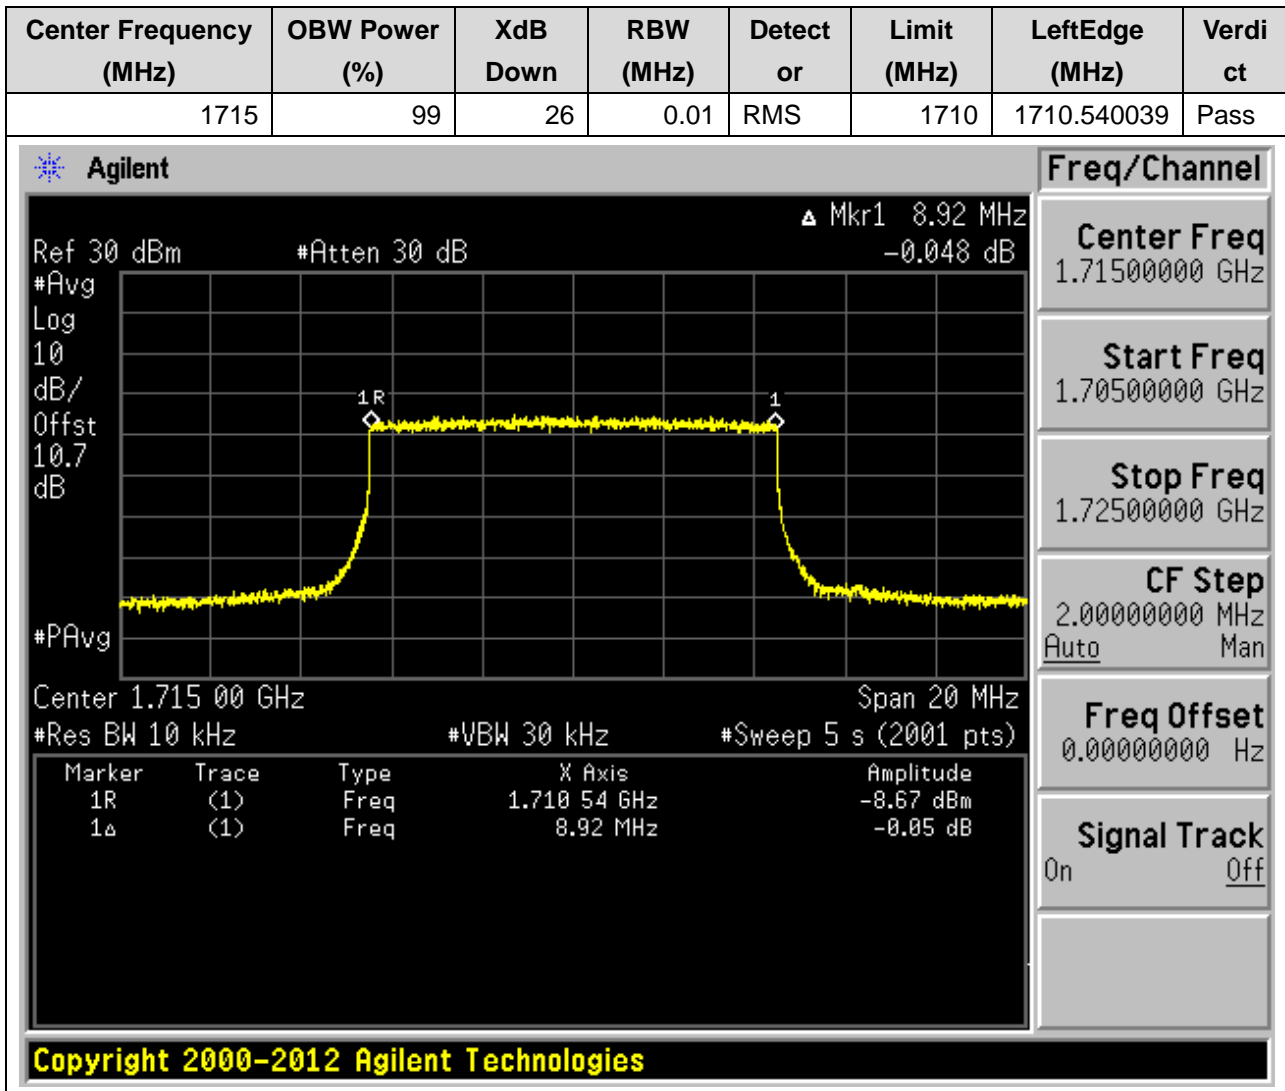 Center Frequency (MHz) OBW Power (%) XdB Down RBW (MHz) Detect or Limit (MHz) LeftEdge (MHz) Verdi ct
1715 99 26 0.01 RMS 1710 1710.540039 Pass
Agilent
Freq/Channel
Δ Mkr1 8.92 MHz
Ref 30 dBm #Atten 30 dB -0.048 dB
#Avg
Log
10
dB/
Offst
10.7
dB
1R
1
#PAvg
Center 1.715 00 GHz Span 20 MHz
#Res BW 10 kHz #VBW 30 kHz #Sweep 5 s (2001 pts)
Marker Trace Type X Axis Amplitude
1R (1) Freq 1.710 54 GHz -8.67 dBm
1Δ (1) Freq 8.92 MHz -0.05 dB
Center Freq
1.71500000 GHz
Start Freq
1.70500000 GHz
Stop Freq
1.72500000 GHz
CF Step
2.00000000 MHz
Auto Man
Freq Offset
0.00000000 Hz
Signal Track
On Off
Copyright 2000-2012 Agilent Technologies